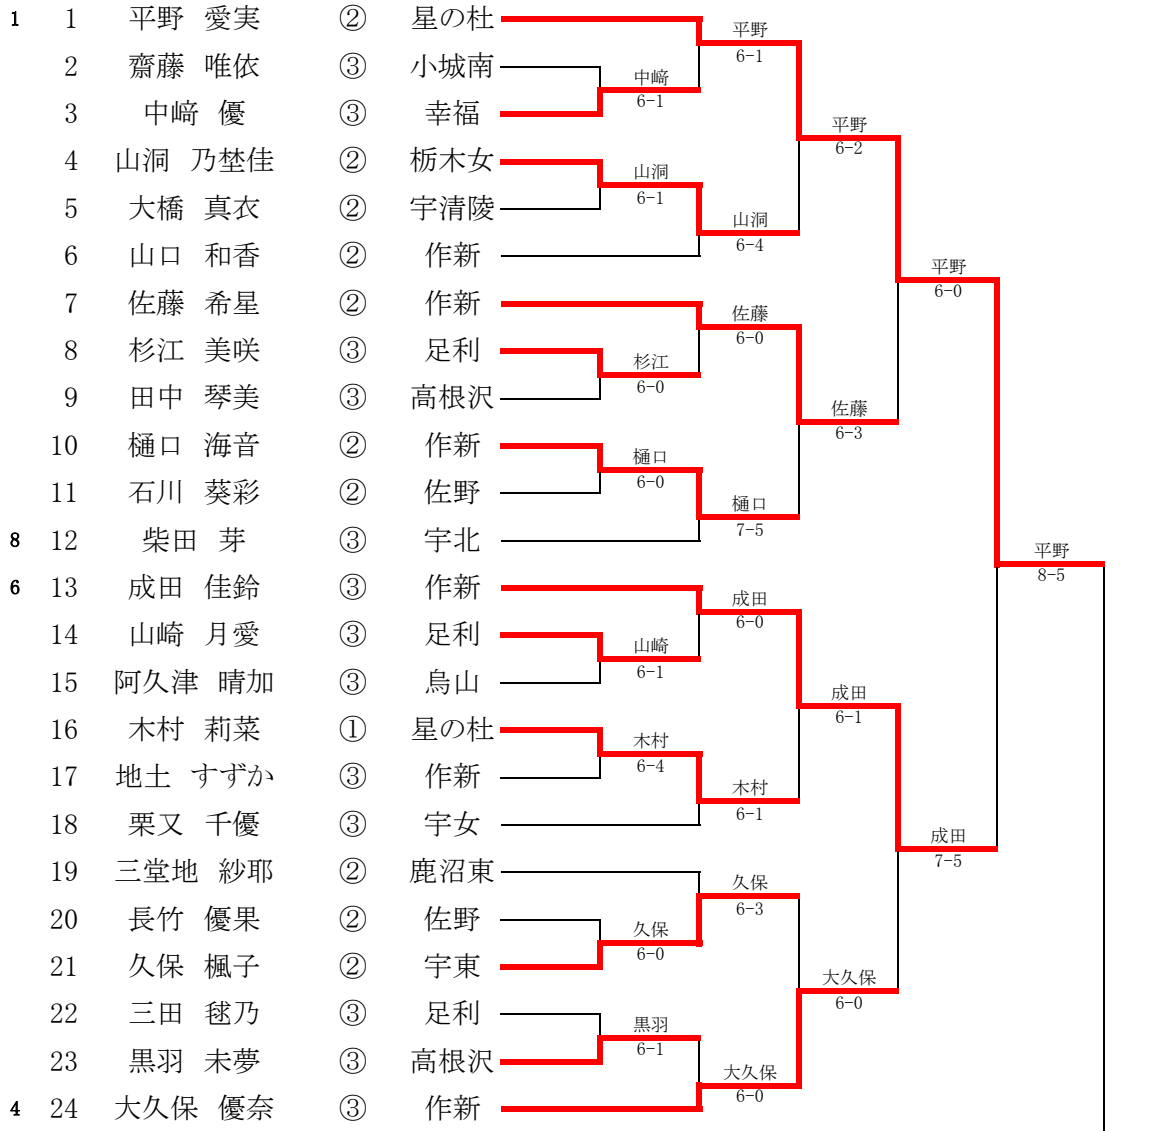 1 1 平野 愛実 ② 星の杜
2 齋藤 唯依 ③ 小城南
3 中﨑 優 ③ 幸福
4 山洞 乃埜佳 ② 栃木女
5 大橋 真衣 ② 宇清陵
6 山口 和香 ② 作新
7 佐藤 希星 ② 作新
8 杉江 美咲 ③ 足利
9 田中 琴美 ③ 高根沢
10 樋口 海音 ② 作新
11 石川 葵彩 ② 佐野
8 12 柴田 芽 ③ 宇北
6 13 成田 佳鈴 ③ 作新
14 山崎 月愛 ③ 足利
15 阿久津 晴加 ③ 烏山
16 木村 莉菜 ① 星の杜
17 地土 すずか ③ 作新
18 栗又 千優 ③ 宇女
19 三堂地 紗耶 ② 鹿沼東
20 長竹 優果 ② 佐野
21 久保 楓子 ② 宇東
22 三田 毬乃 ③ 足利
23 黒羽 未夢 ③ 高根沢
4 24 大久保 優奈 ③ 作新
中﨑
6-1
山洞
6-1
杉江
6-0
樋口
6-0
山崎
6-1
木村
6-4
久保
6-0
黒羽
6-1
平野
6-1
山洞
6-4
佐藤
6-0
樋口
7-5
成田
6-0
木村
6-1
久保
6-3
大久保
6-0
平野
6-2
佐藤
6-3
成田
6-1
大久保
6-0
平野
6-0
成田
7-5
平野
8-5